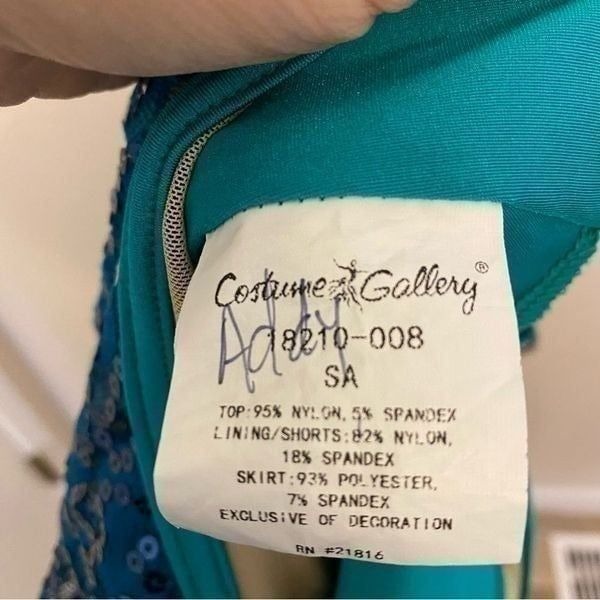 Costume Gallery®
Addy
18210-008
SA
TOP:95% NYLON, 5% SPANDEX
LINING/SHORTS:82% NYLON,
18% SPANDEX
SKIRT:93% POLYESTER,
7% SPANDEX
EXCLUSIVE OF DECORATION
RN #21816